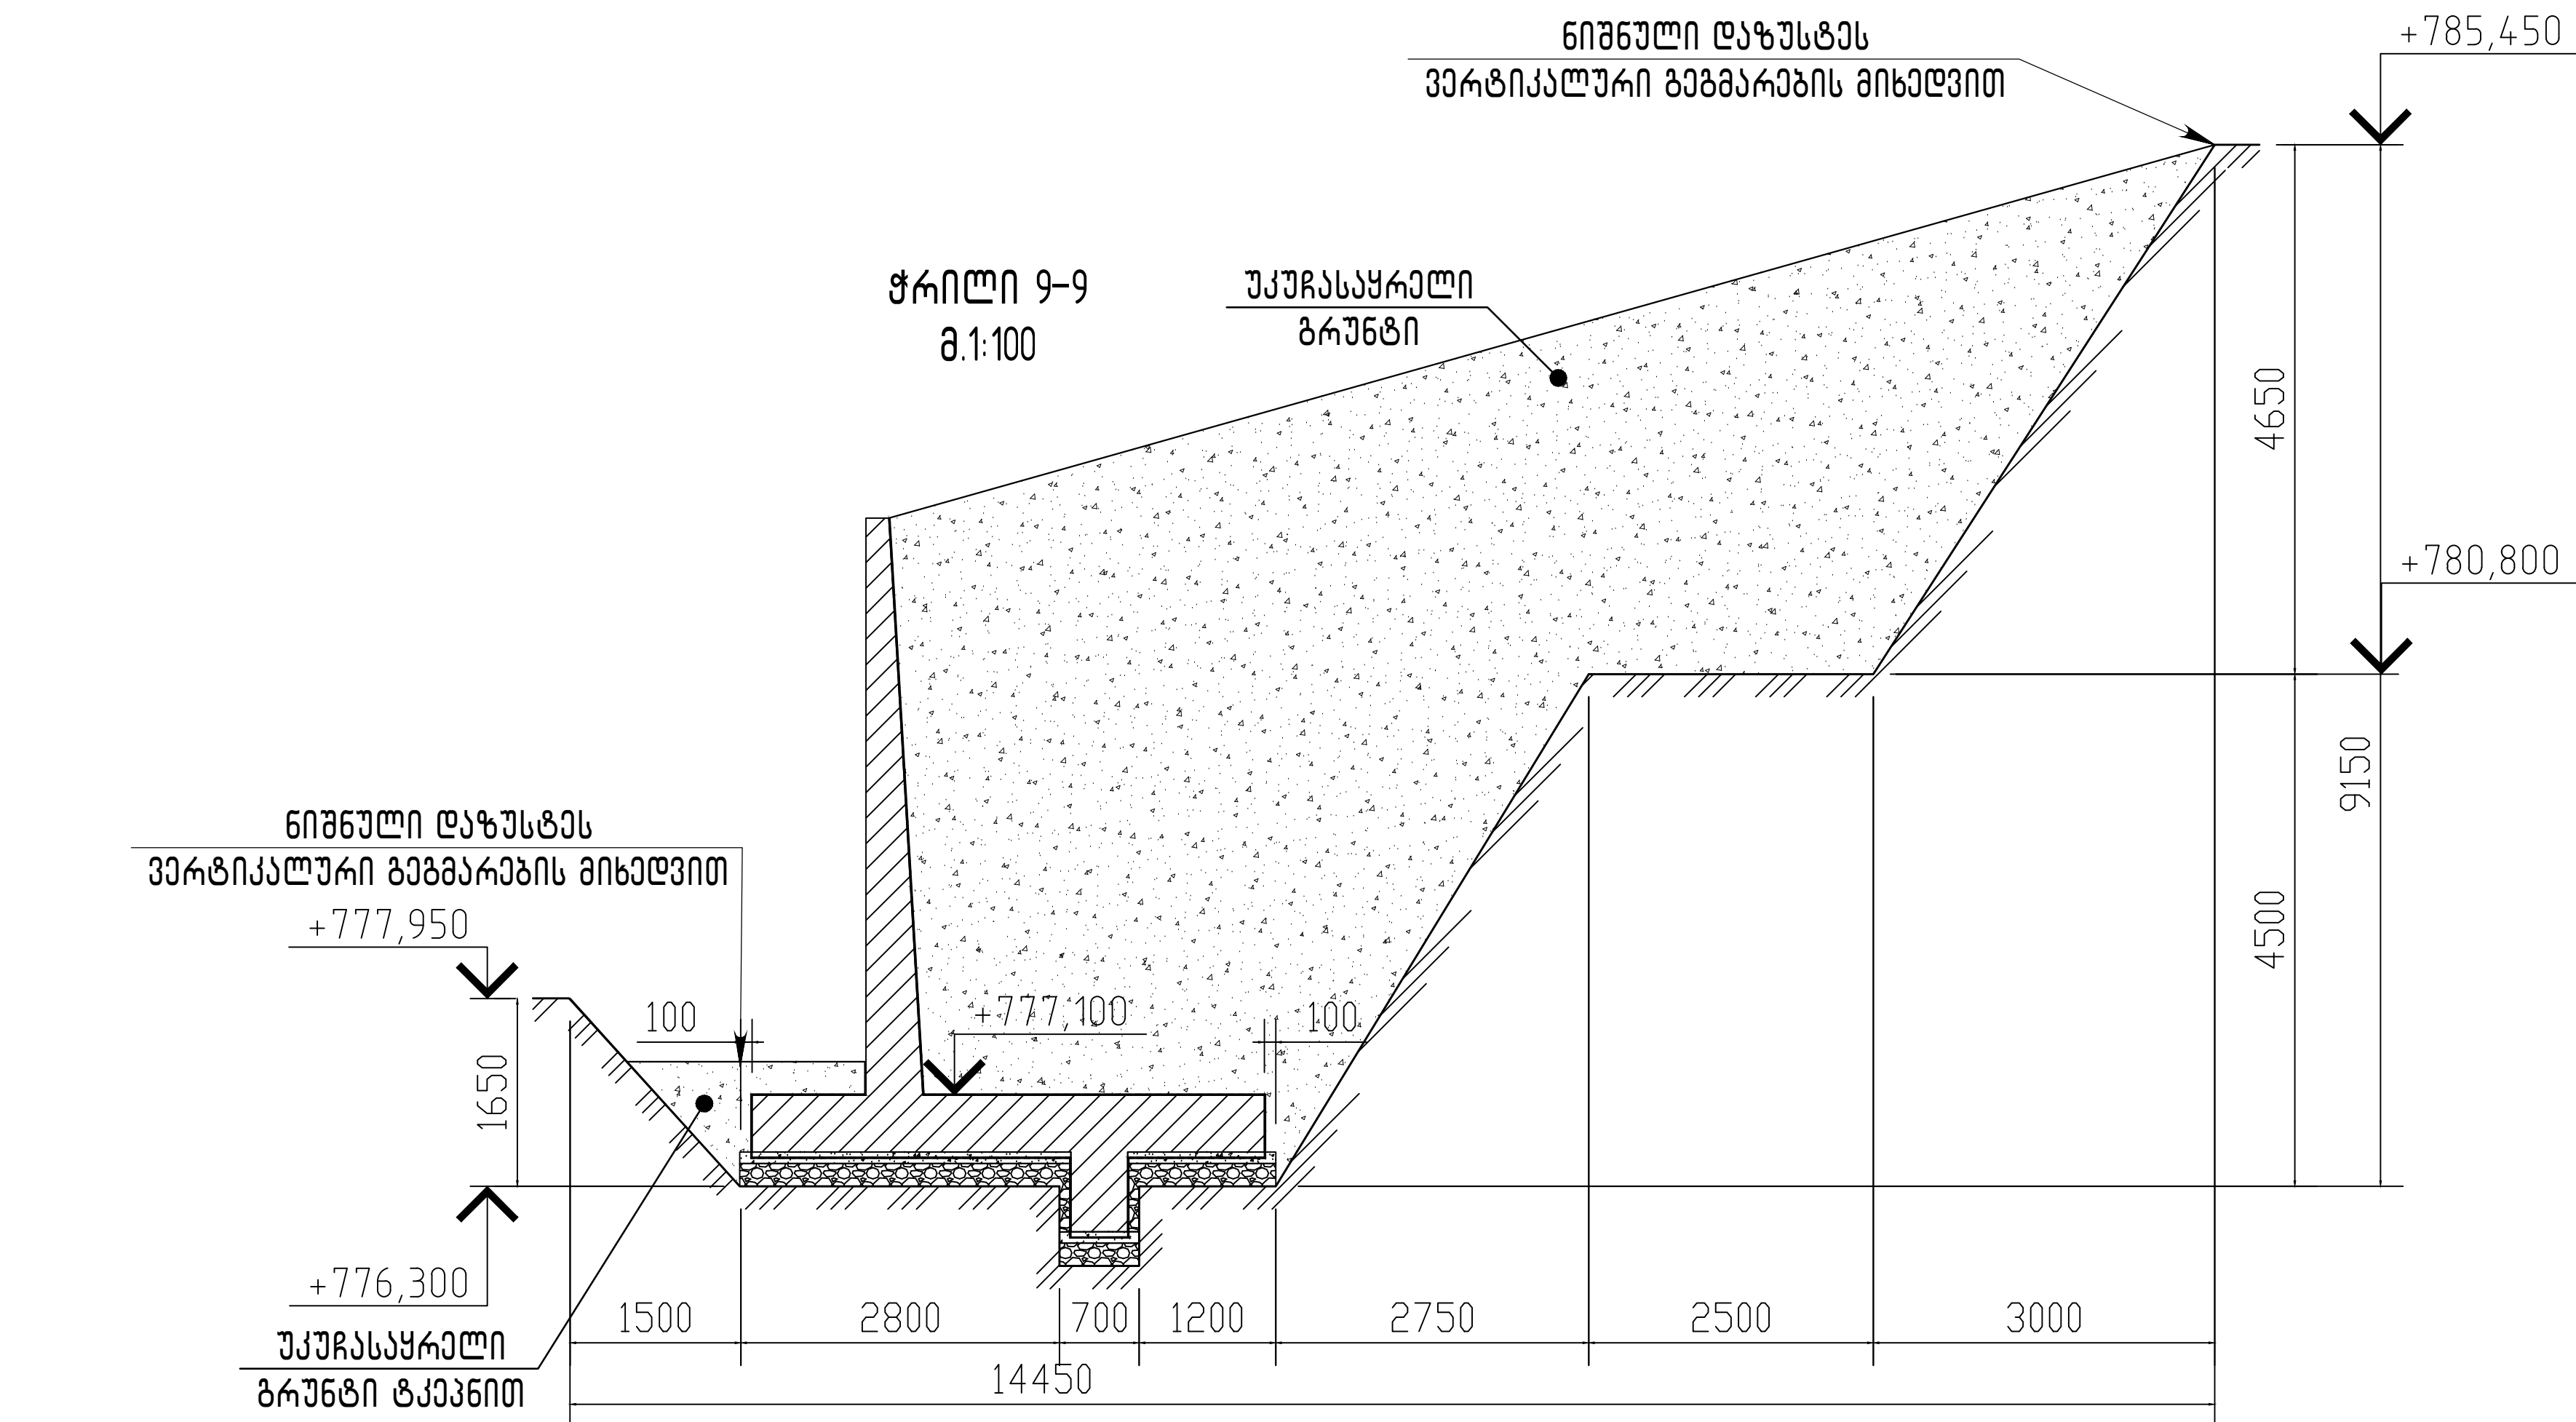 ნიშნული დაზუსტეს
ვერტიკალური გეგმარების მიხედვით
+785,450
ჭრილი 9-9
მ.1:100
უკუჩასაყრელი
გრუნტი
4650
+780,800
9150
4500
ნიშნული დაზუსტეს
ვერტიკალური გეგმარების მიხედვით
+777,950
100
+777,100
100
1650
+776,300
უკუჩასაყრელი
გრუნტი ტკეპნით
1500
2800
700
1200
2750
2500
3000
14450